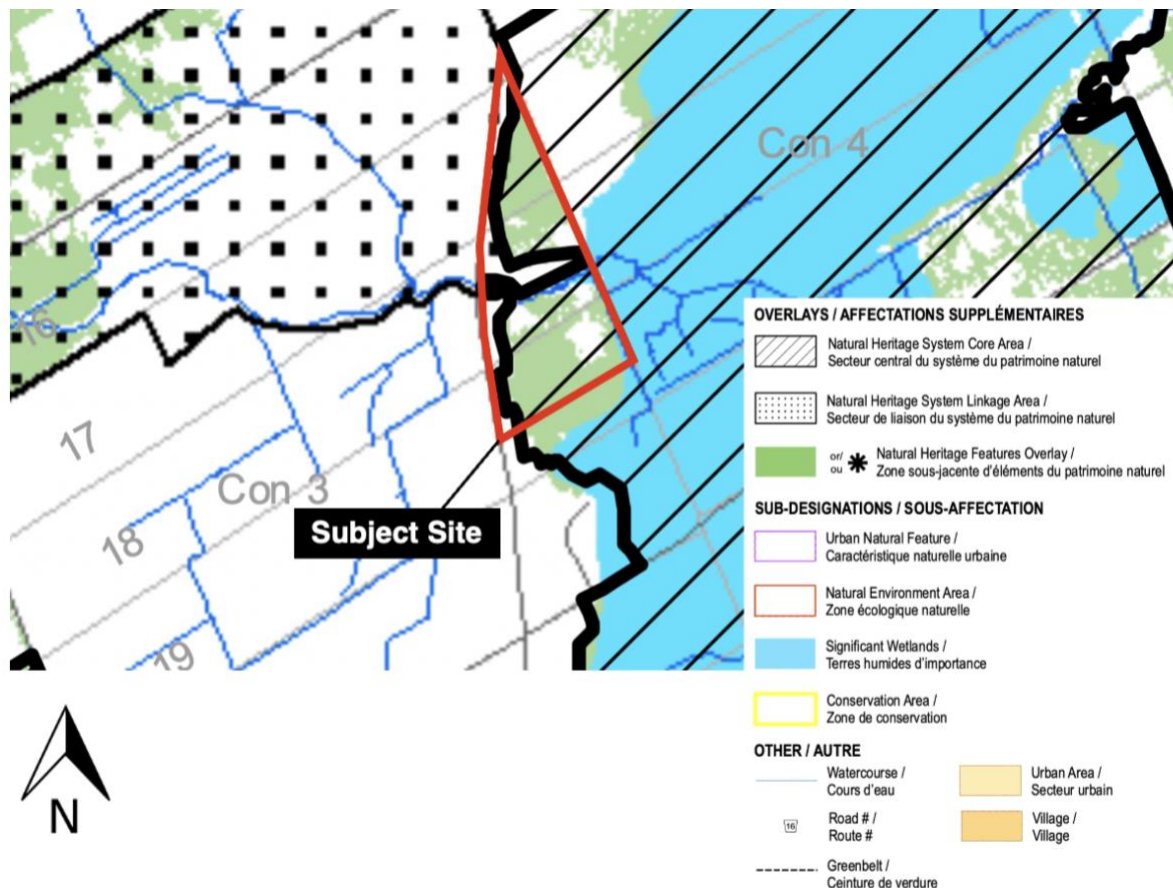 Con 4
16
17
Con 3
18
19
Subject Site
N
OVERLAYS / AFFECTATIONS SUPPLÉMENTAIRES
Natural Heritage System Core Area /
Secteur central du système du patrimoine naturel
Natural Heritage System Linkage Area /
Secteur de liaison du système du patrimoine naturel
or/
ou
Natural Heritage Features Overlay /
Zone sous-jacente d'éléments du patrimoine naturel
SUB-DESIGNATIONS / SOUS-AFFECTATION
Urban Natural Feature /
Caractéristique naturelle urbaine
Natural Environment Area /
Zone écologique naturelle
Significant Wetlands /
Terres humides d'importance
Conservation Area /
Zone de conservation
OTHER / AUTRE
Watercourse /
Cours d'eau
Urban Area /
Secteur urbain
16
Road # /
Route #
Village /
Village
Greenbelt /
Ceinture de verdure